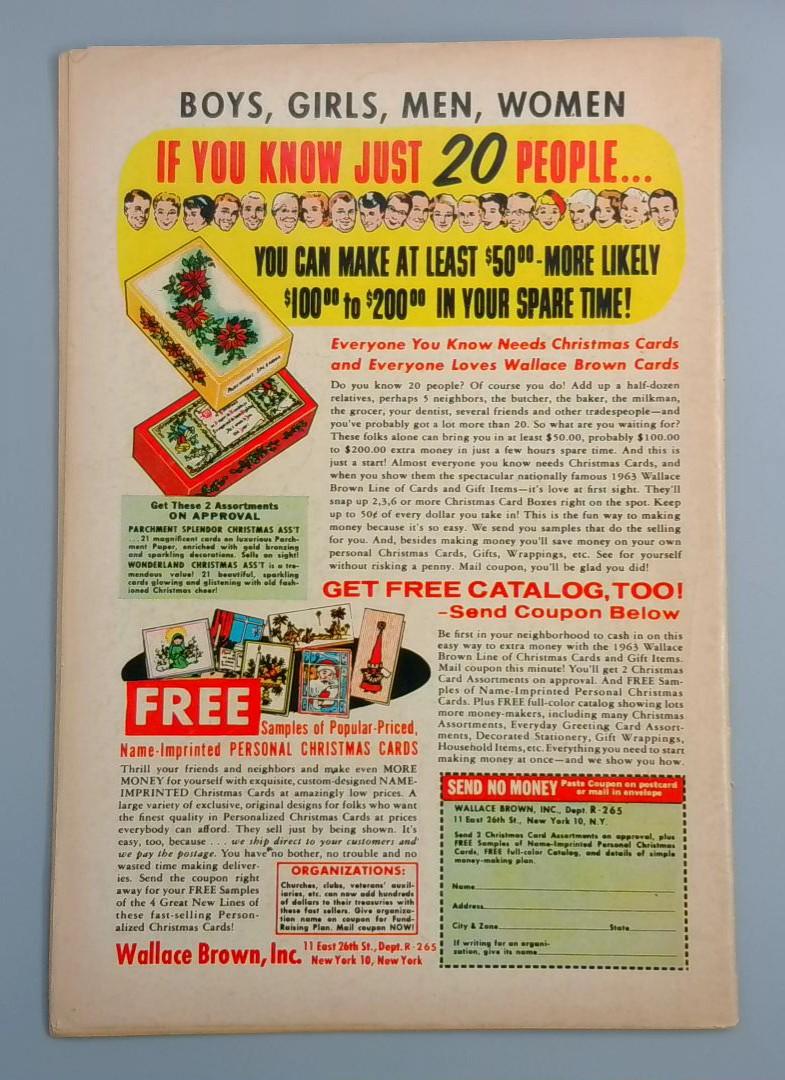 BOYS, GIRLS, MEN, WOMEN
IF YOU KNOW JUST 20 PEOPLE...
YOU CAN MAKE AT LEAST $50⁰⁰-MORE LIKELY
$100⁰⁰ to $200⁰⁰ IN YOUR SPARE TIME!
Everyone You Know Needs Christmas Cards
and Everyone Loves Wallace Brown Cards
Do you know 20 people? Of course you do! Add up a half-dozen
relatives, perhaps 5 neighbors, the butcher, the baker, the milkman,
the grocer, your dentist, several friends and other tradespeople—and
you've probably got a lot more than 20. So what are you waiting for?
These folks alone can bring you in at least $50.00, probably $100.00
to $200.00 extra money in just a few hours spare time. And this is
just a start! Almost everyone you know needs Christmas Cards, and
when you show them the spectacular nationally famous 1963 Wallace
Brown Line of Cards and Gift Items—it's love at first sight. They'll
snap up 2,3,6 or more Christmas Card Boxes right on the spot. Keep
up to 50¢ of every dollar you take in! This is the fun way to making
money because it's so easy. We send you samples that do the selling
for you. And, besides making money you'll save money on your own
personal Christmas Cards, Gifts, Wrappings, etc. See for yourself
without risking a penny. Mail coupon, you'll be glad you did!
Get These 2 Assortments
ON APPROVAL
PARCHMENT SPLENDOR CHRISTMAS ASS'T
...21 magnificent cards on luxurious Parch-
ment Paper, enriched with gold bronzing
and sparkling decorations. Sells on sight!
WONDERLAND CHRISTMAS ASS'T is a tre-
mendous value! 21 beautiful, sparkling
cards glowing and glistening with old fash-
ioned Christmas cheer!
GET FREE CATALOG,TOO!
–Send Coupon Below
Be first in your neighborhood to cash in on this
easy way to extra money with the 1963 Wallace
Brown Line of Christmas Cards and Gift Items.
Mail coupon this minute! You'll get 2 Christmas
Card Assortments on approval. And FREE Sam-
ples of Name-Imprinted Personal Christmas
Cards. Plus FREE full-color catalog showing lots
more money-makers, including many Christmas
Assortments, Everyday Greeting Card Assort-
ments, Decorated Stationery, Gift Wrappings,
Household Items, etc. Everything you need to start
making money at once—and we show you how.
FREE
Samples of Popular-Priced,
Name-Imprinted PERSONAL CHRISTMAS CARDS
Thrill your friends and neighbors and make even MORE
MONEY for yourself with exquisite, custom-designed NAME-
IMPRINTED Christmas Cards at amazingly low prices. A
large variety of exclusive, original designs for folks who want
the finest quality in Personalized Christmas Cards at prices
everybody can afford. They sell just by being shown. It's
easy, too, because . . . we ship direct to your customers and
we pay the postage. You have no bother, no trouble and no
wasted time making deliver-
ies. Send the coupon right
away for your FREE Samples
of the 4 Great New Lines of
these fast-selling Person-
alized Christmas Cards!
ORGANIZATIONS:
Churches, clubs, veterans' auxil-
iaries, etc. can now add hundreds
of dollars to their treasuries with
these fast sellers. Give organiza-
tion name on coupon for Fund-
Raising Plan. Mail coupon NOW!
Wallace Brown, Inc. 11 East 26th St., Dept. R-265
New York 10, New York
SEND NO MONEY Paste Coupon on postcard
or mail in envelope
WALLACE BROWN, INC., Dept. R-265
11 East 26th St., New York 10, N.Y.
Send 2 Christmas Card Assortments on approval, plus
FREE Samples of Name-Imprinted Personal Christmas
Cards, FREE full-color Catalog, and details of simple
money-making plan.
Name
Address
City & Zone State
If writing for an organi-
zation, give its name